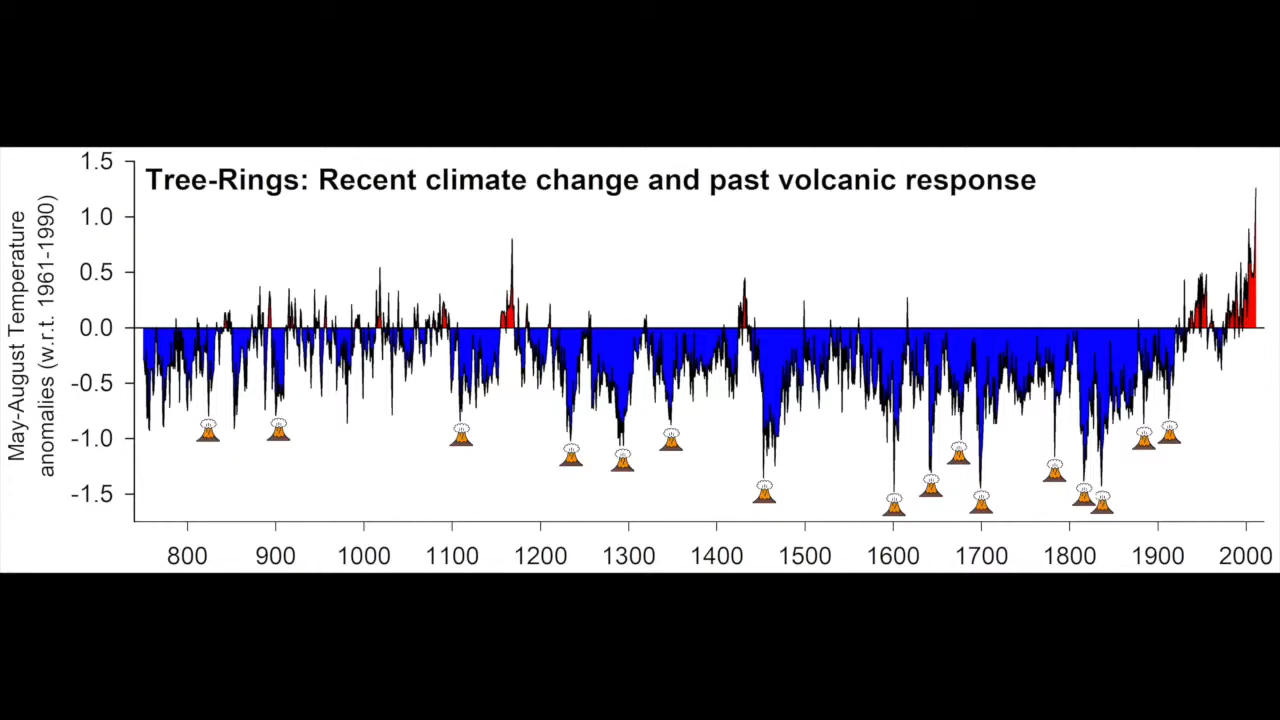 Tree-Rings: Recent climate change and past volcanic response
May-August Temperature
anomalies (w.r.t. 1961-1990)
1.5
1.0
0.5
0.0
-0.5
-1.0
-1.5
800 900 1000 1100 1200 1300 1400 1500 1600 1700 1800 1900 2000